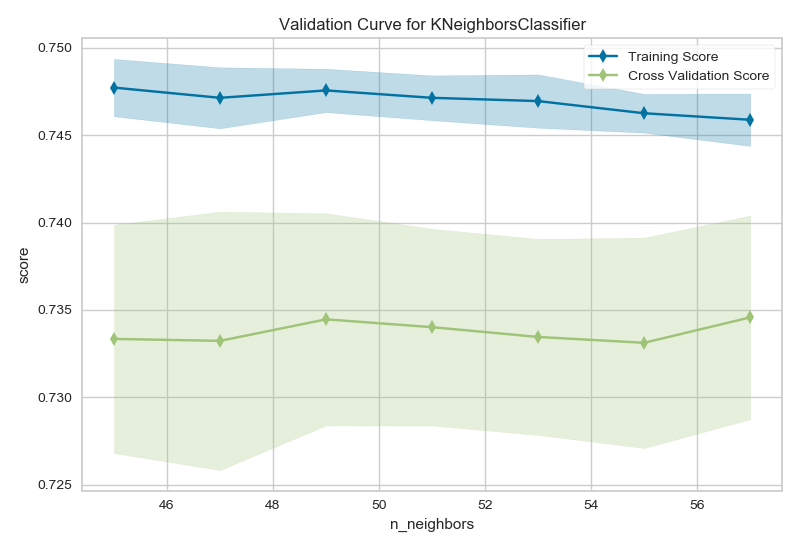 Validation Curve for KNeighborsClassifier
0.750
Training Score
Cross Validation Score
0.745
0.740
score
0.735
0.730
0.725
46 48 50 52 54 56
n_neighbors